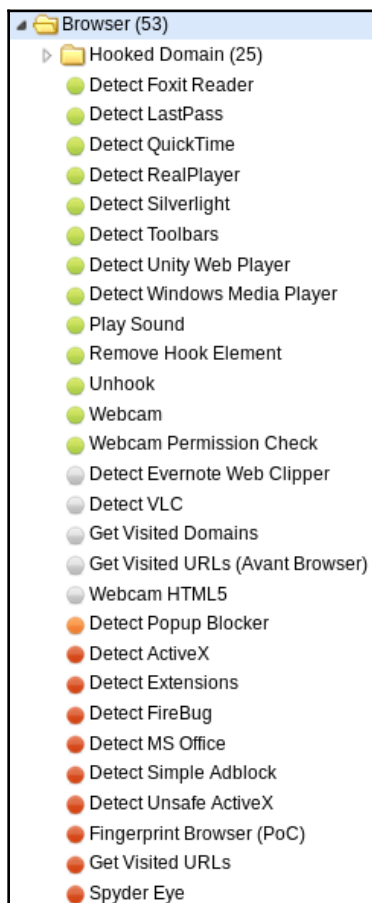 Browser (53)
Hooked Domain (25)
Detect Foxit Reader
Detect LastPass
Detect QuickTime
Detect RealPlayer
Detect Silverlight
Detect Toolbars
Detect Unity Web Player
Detect Windows Media Player
Play Sound
Remove Hook Element
Unhook
Webcam
Webcam Permission Check
Detect Evernote Web Clipper
Detect VLC
Get Visited Domains
Get Visited URLs (Avant Browser)
Webcam HTML5
Detect Popup Blocker
Detect ActiveX
Detect Extensions
Detect FireBug
Detect MS Office
Detect Simple Adblock
Detect Unsafe ActiveX
Fingerprint Browser (PoC)
Get Visited URLs
Spyder Eye